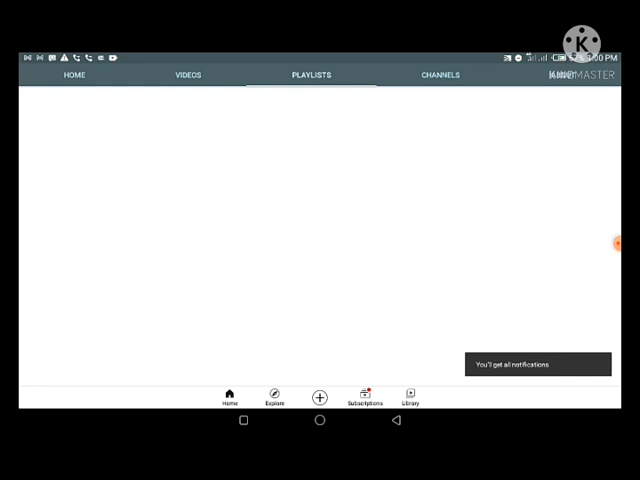 K
KINEMASTER
HOME VIDEOS PLAYLISTS CHANNELS
You'll get all notifications
Home Explore Subscriptions Library